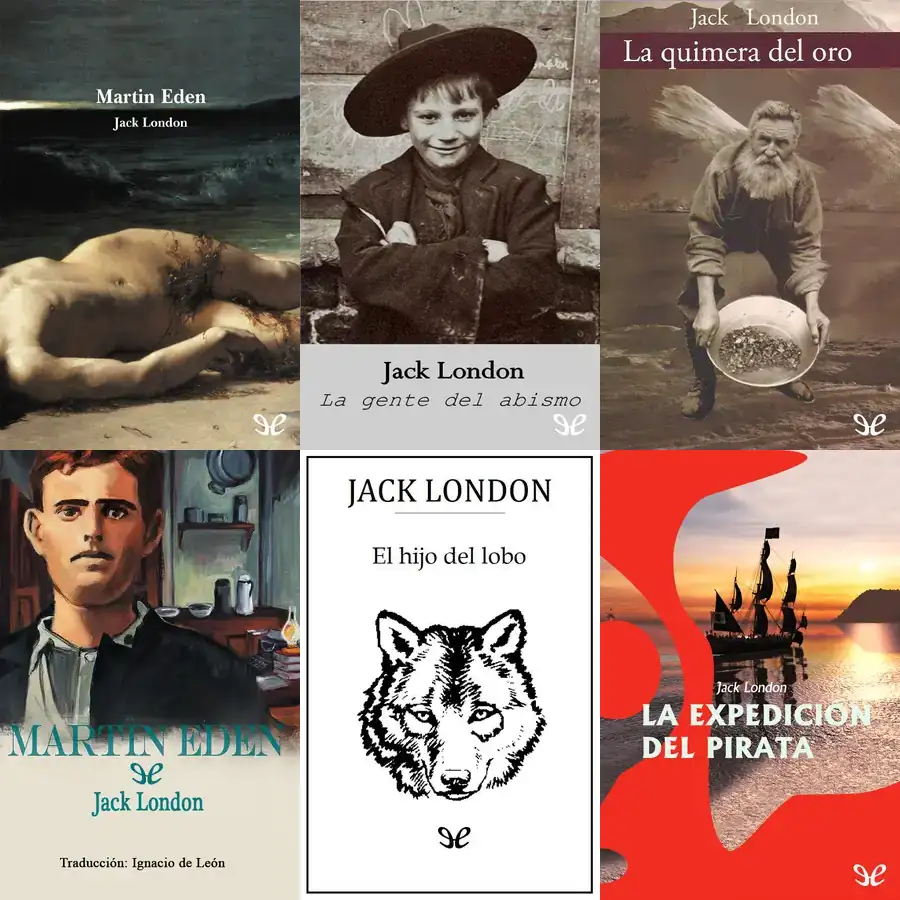 Martin Eden
Jack London
Jack London
La gente del abismo
Jack London
La quimera del oro
MARTIN EDEN
Jack London
Traducción: Ignacio de León
JACK LONDON
El hijo del lobo
Jack London
LA EXPEDICIÓN
DEL PIRATA